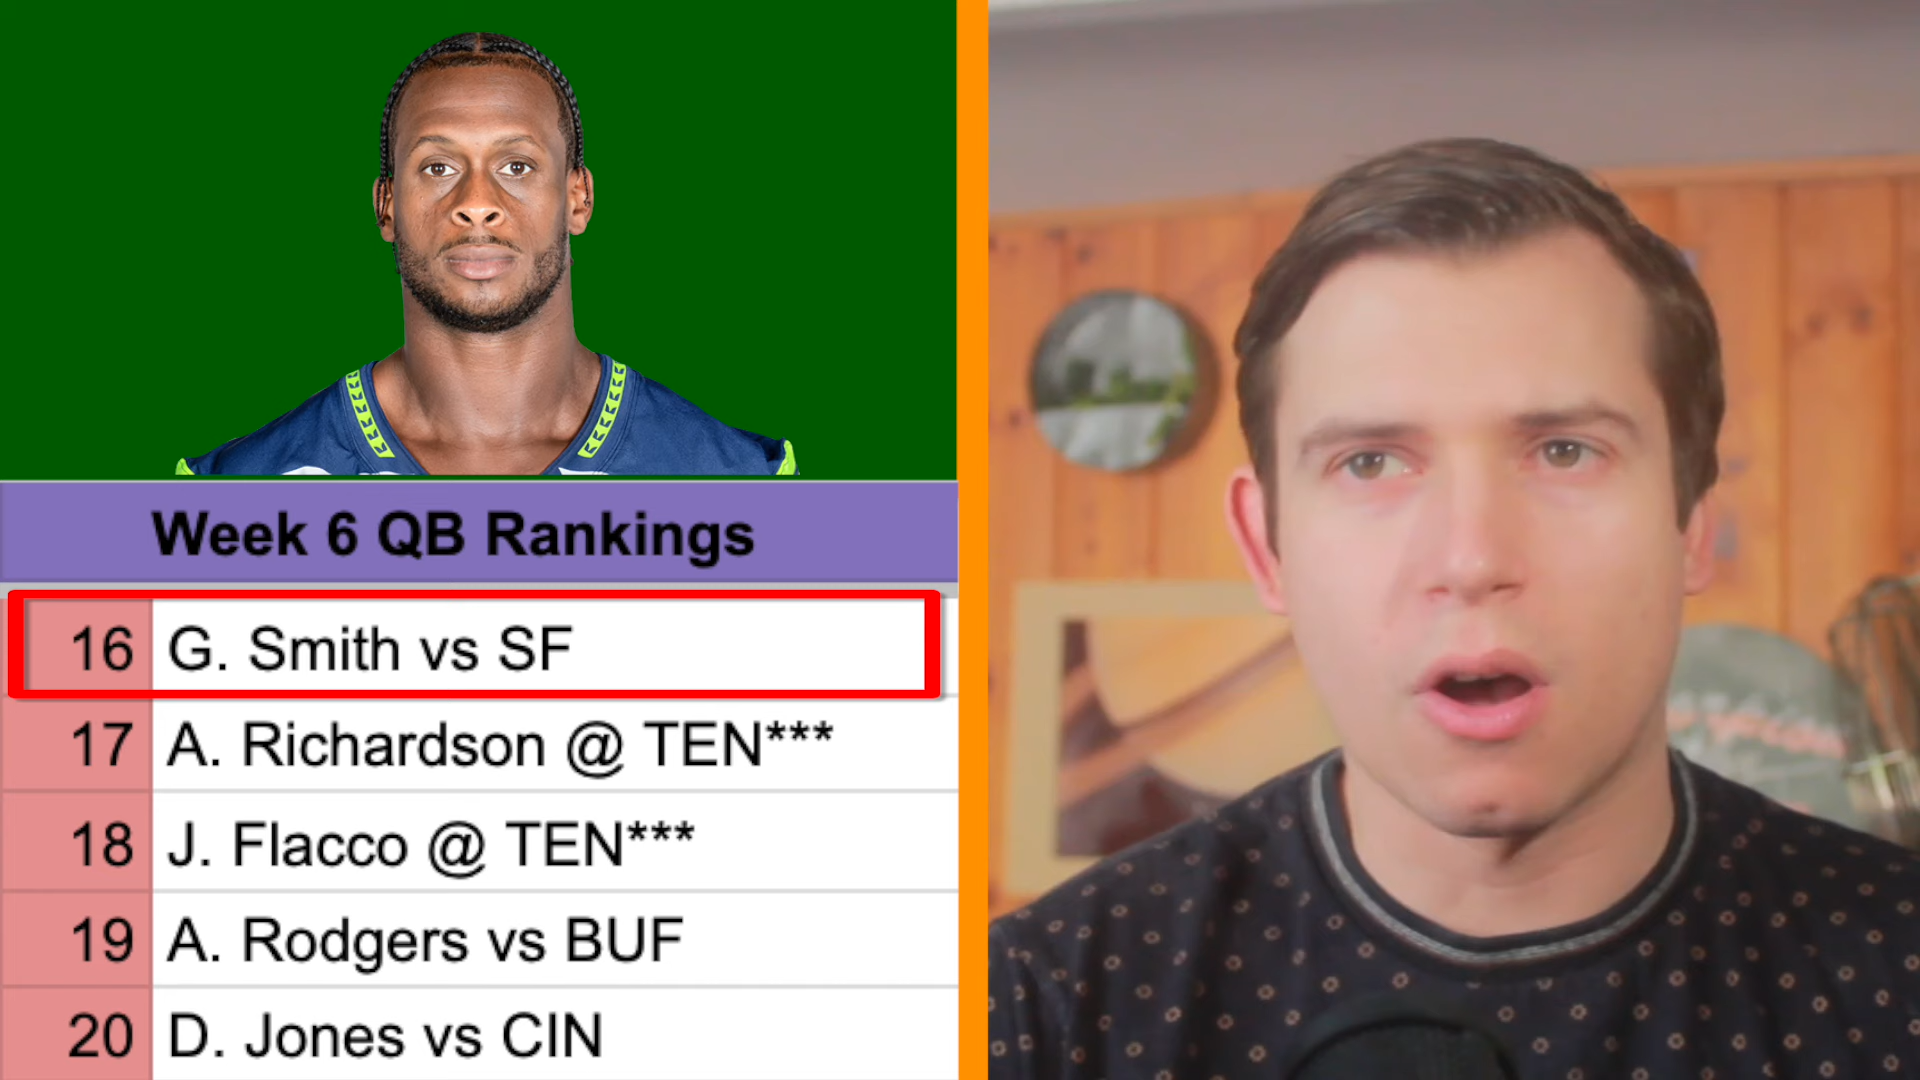 Week 6 QB Rankings
16 G. Smith vs SF
17 A. Richardson @ TEN***
18 J. Flacco @ TEN***
19 A. Rodgers vs BUF
20 D. Jones vs CIN